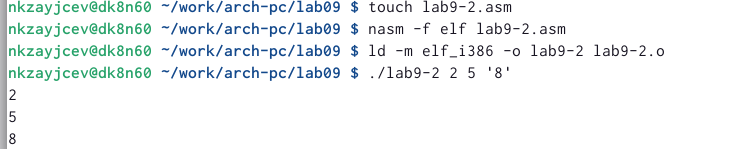 nkzayjcev@dk8n60 ~/work/arch-pc/lab09 $ touch lab9-2.asm
nkzayjcev@dk8n60 ~/work/arch-pc/lab09 $ nasm -f elf lab9-2.asm
nkzayjcev@dk8n60 ~/work/arch-pc/lab09 $ ld -m elf_i386 -o lab9-2 lab9-2.o
nkzayjcev@dk8n60 ~/work/arch-pc/lab09 $ ./lab9-2 2 5 '8'
2
5
8